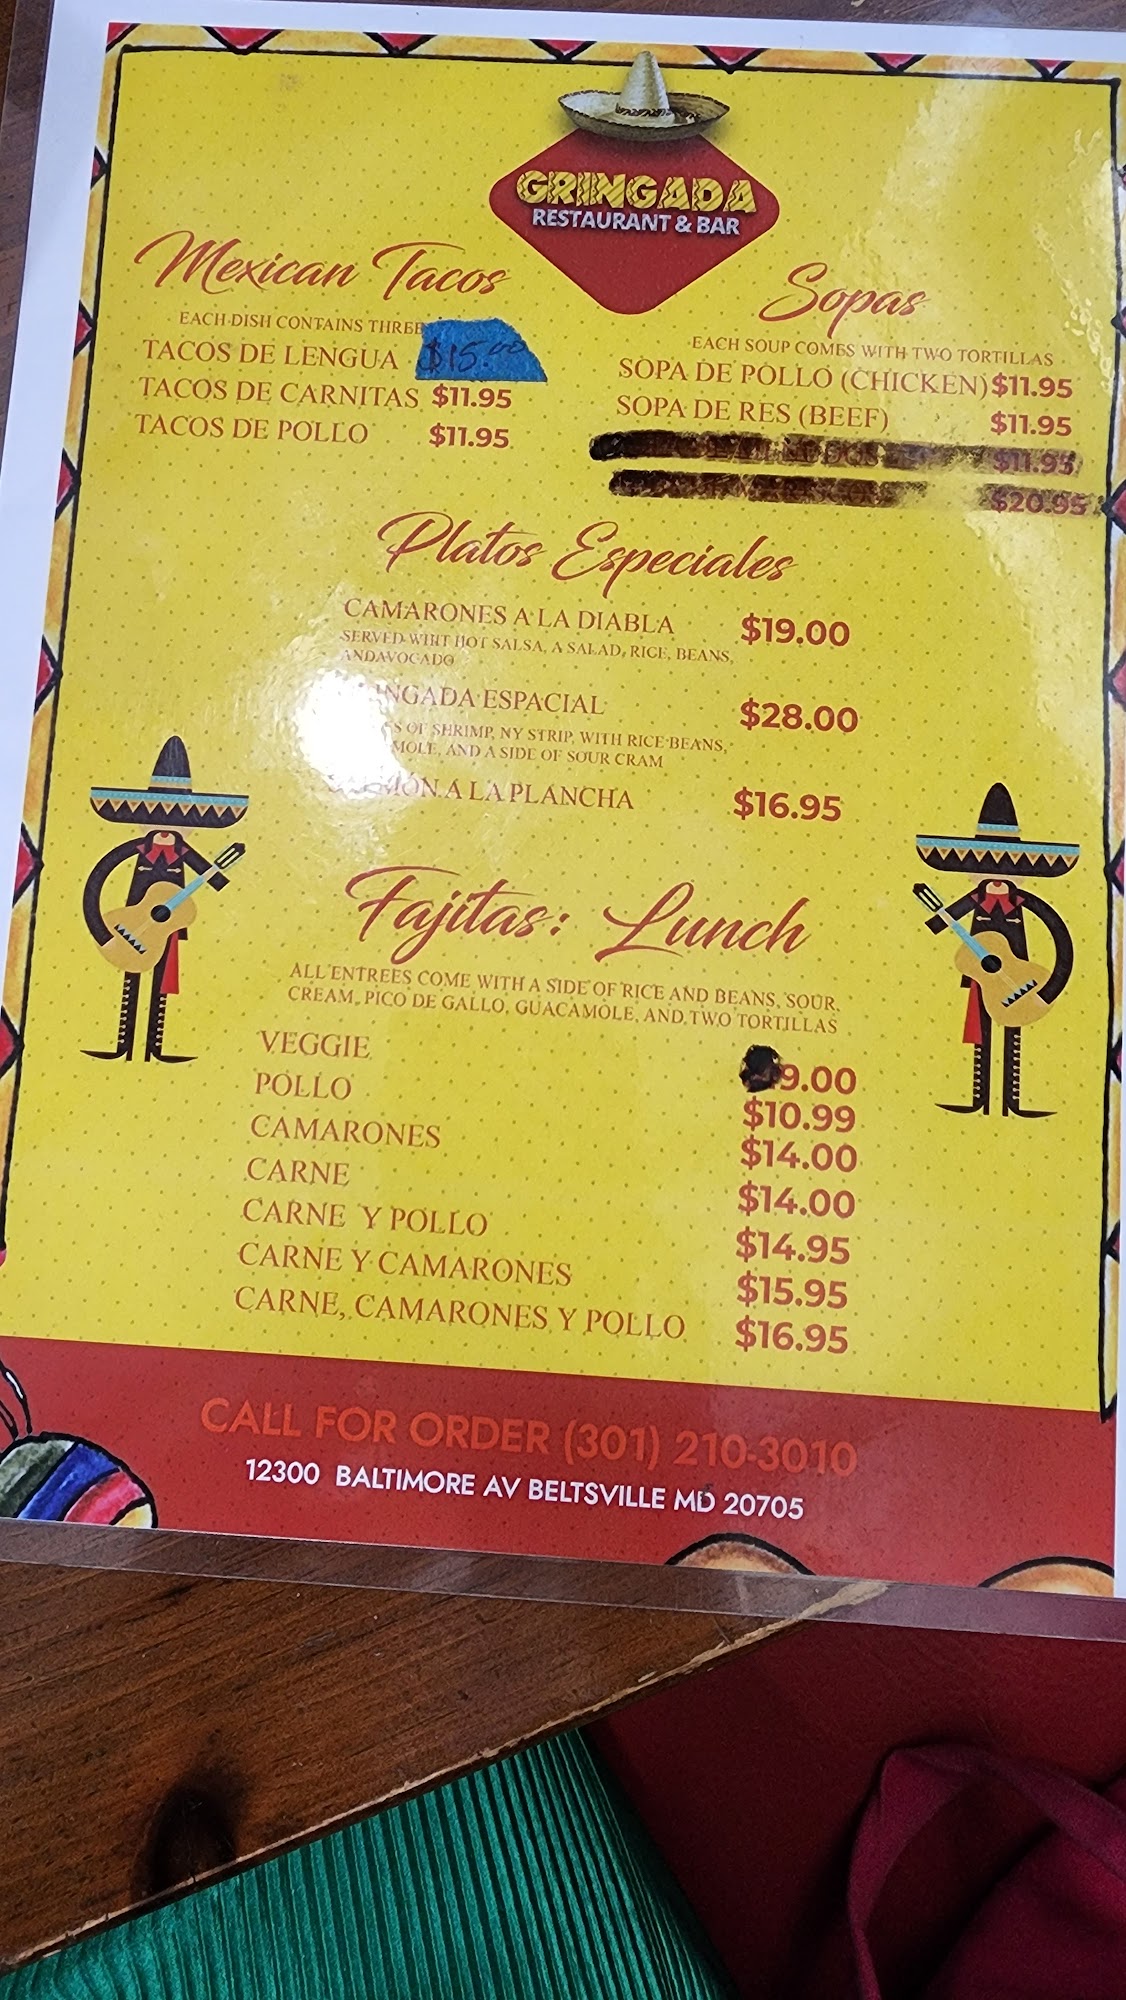 GRINGADA
RESTAURANT & BAR
Mexican Tacos
EACH DISH CONTAINS THREE
TACOS DE LENGUA $15.00
TACOS DE CARNITAS $11.95
TACOS DE POLLO $11.95
Sopas
EACH SOUP COMES WITH TWO TORTILLAS
SOPA DE POLLO (CHICKEN) $11.95
SOPA DE RES (BEEF) $11.95
$11.95
$20.95
Platos Especiales
CAMARONES A LA DIABLA $19.00
SERVED WHIT HOT SALSA, A SALAD, RICE, BEANS,
ANDAVOCADO
ESPACIAL $28.00
OF SHRIMP, NY STRIP, WITH RICE BEANS,
AND A SIDE OF SOUR CRAM
A LA PLANCHA $16.95
Fajitas: Lunch
ALL ENTREES COME WITH A SIDE OF RICE AND BEANS, SOUR,
CREAM, PICO DE GALLO, GUACAMOLE, AND TWO TORTILLAS
VEGGIE 9.00
POLLO $10.99
CAMARONES $14.00
CARNE $14.00
CARNE Y POLLO $14.95
CARNE Y CAMARONES $15.95
CARNE, CAMARONES Y POLLO $16.95
CALL FOR ORDER (301) 210-3010
12300 BALTIMORE AV BELTSVILLE MD 20705